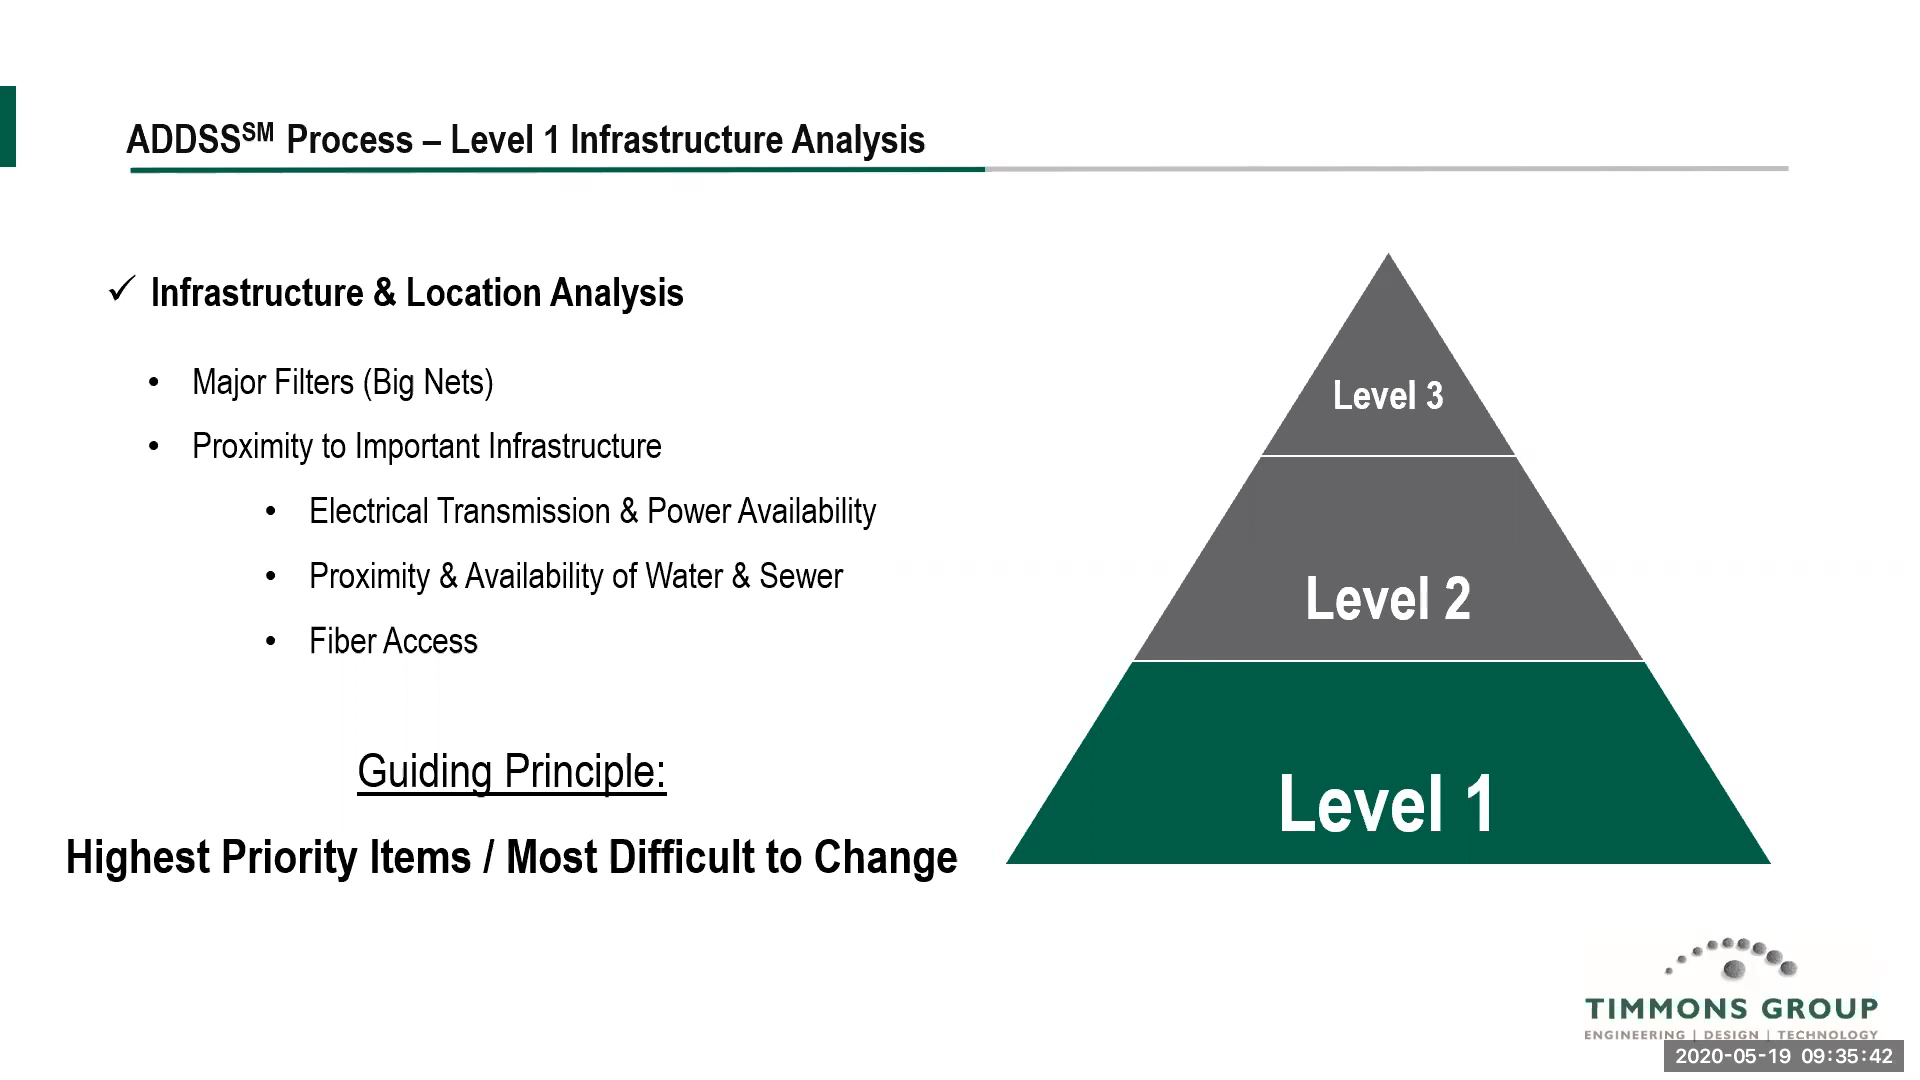 ADDSSSM Process – Level 1 Infrastructure Analysis
✓ Infrastructure & Location Analysis
• Major Filters (Big Nets)
• Proximity to Important Infrastructure
• Electrical Transmission & Power Availability
• Proximity & Availability of Water & Sewer
• Fiber Access
Guiding Principle:
Highest Priority Items / Most Difficult to Change
Level 3
Level 2
Level 1
TIMMONS GROUP
ENGINEERING | DESIGN | TECHNOLOGY
2020-05-19 09:35:42